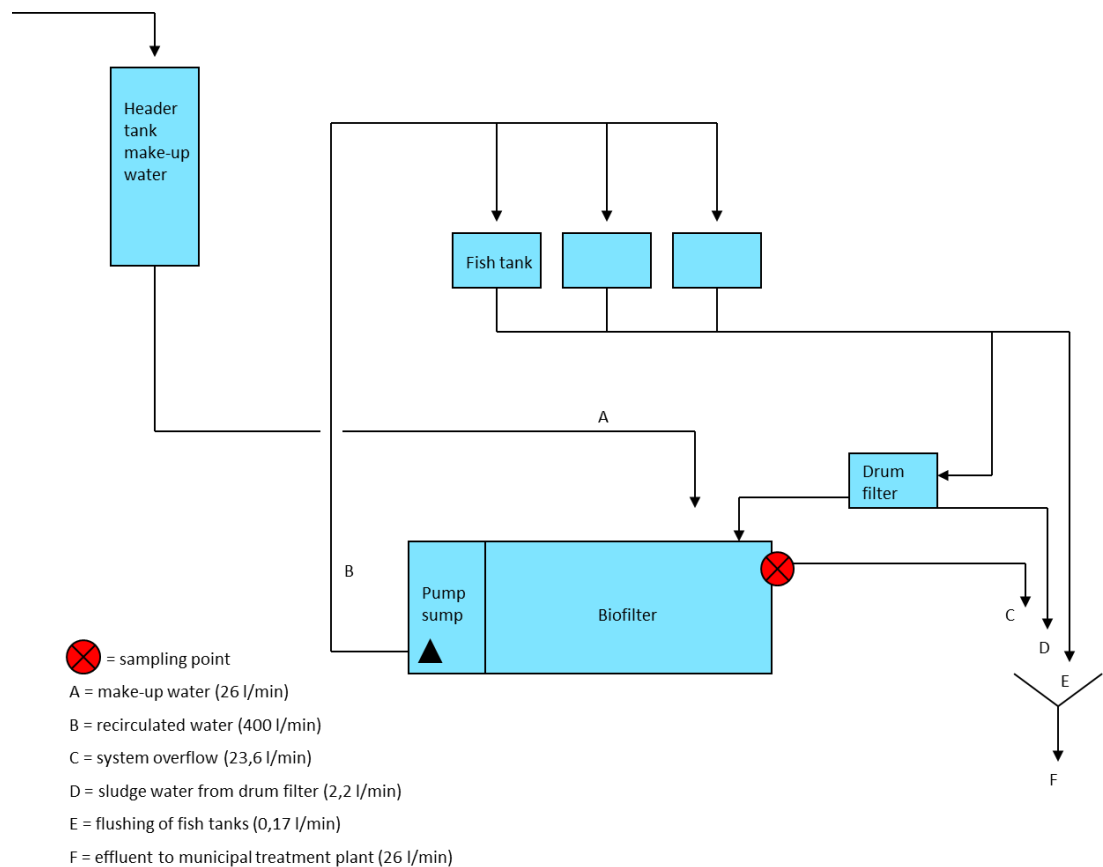 Header
tank
make-up
water
Fish tank
A
Drum
filter
B
Pump
sump
Biofilter
C
D
E
F
= sampling point
A = make-up water (26 l/min)
B = recirculated water (400 l/min)
C = system overflow (23,6 l/min)
D = sludge water from drum filter (2,2 l/min)
E = flushing of fish tanks (0,17 l/min)
F = effluent to municipal treatment plant (26 l/min)